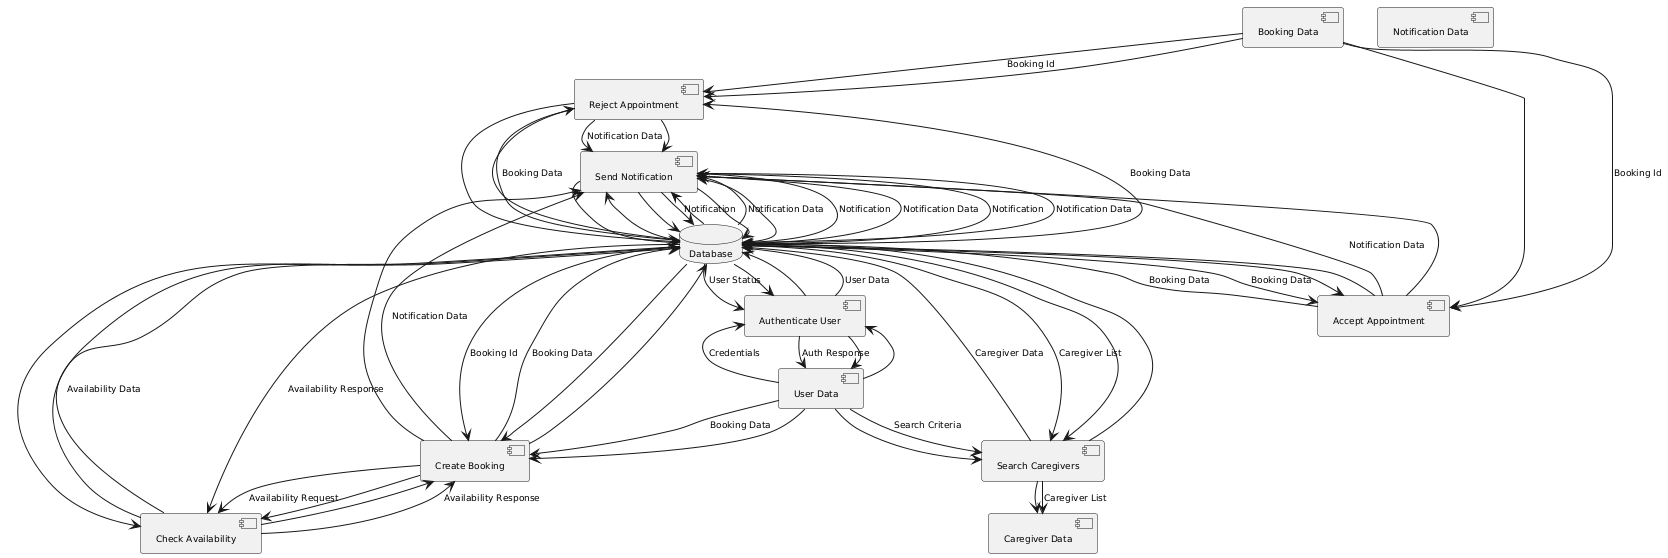 Booking Data
Notification Data
Booking Id
Reject Appointment
Notification Data
Booking Data
Booking Data
Booking Id
Send Notification
Notification
Notification Data
Notification
Notification Data
Notification
Notification Data
Notification Data
Database
User Status
User Data
Booking Data
Booking Data
Notification Data
Authenticate User
Accept Appointment
Booking Id
Booking Data
Credentials
Auth Response
Caregiver Data
Caregiver List
Availability Data
Availability Response
User Data
Booking Data
Search Criteria
Create Booking
Search Caregivers
Availability Request
Availability Response
Caregiver List
Check Availability
Caregiver Data